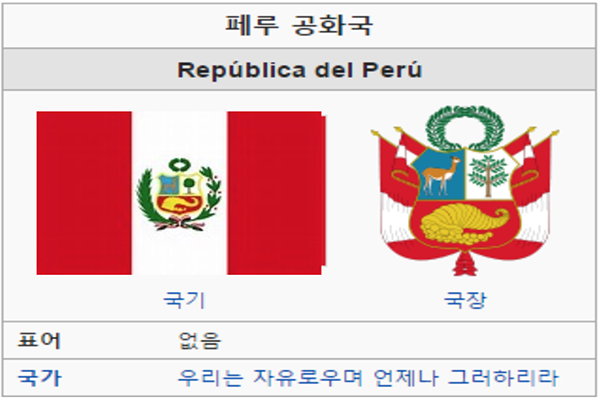 페루 공화국
República del Perú
국기 국장
표어 없음
국가 우리는 자유로우며 언제나 그러하리라